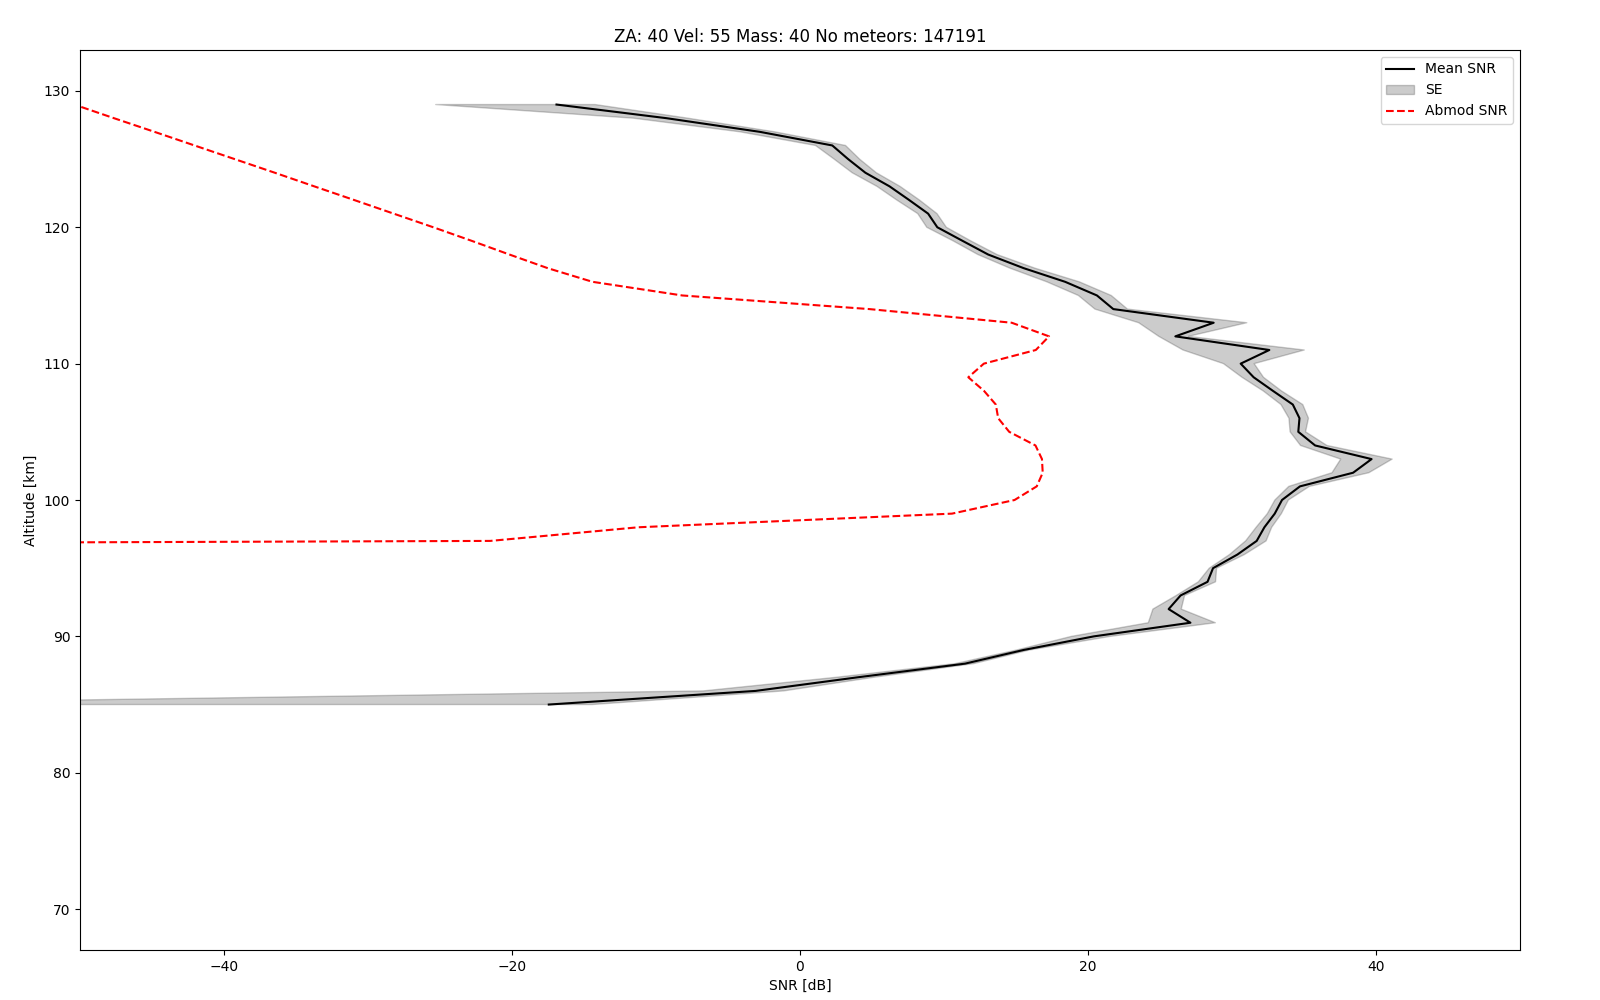 ZA: 40 Vel: 55 Mass: 40 No meteors: 147191
Mean SNR
SE
Abmod SNR
130
120
110
100
90
80
70
Altitude [km]
−40
−20
0
20
40
SNR [dB]